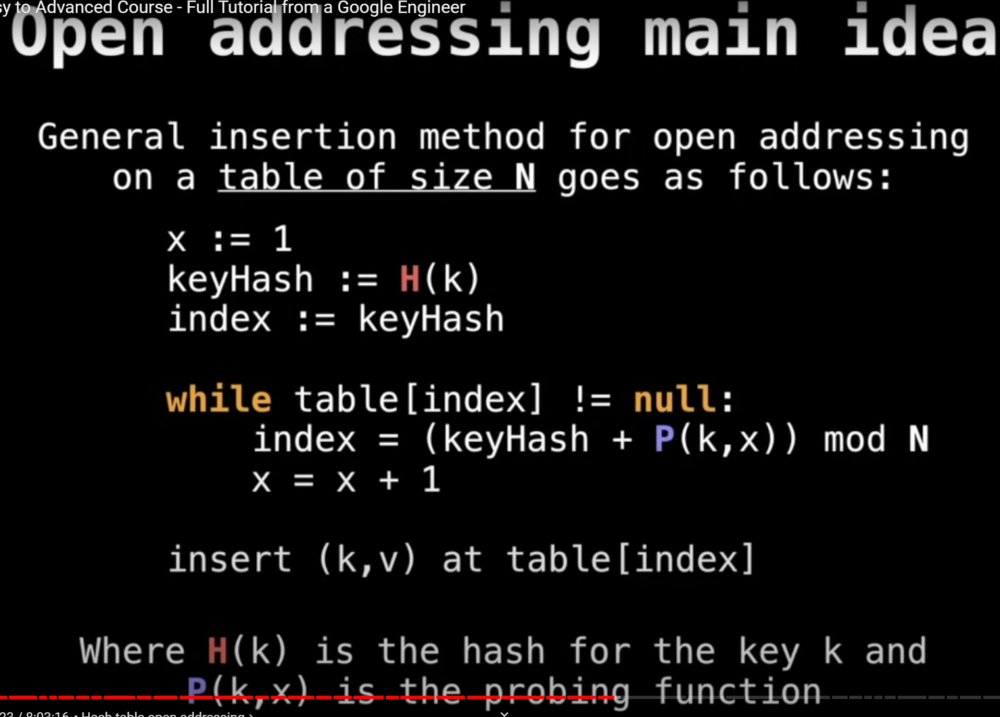 sy to Advanced Course - Full Tutorial from a Google Engineer
Open addressing main idea
General insertion method for open addressing
on a table of size N goes as follows:
x := 1
keyHash := H(k)
index := keyHash
while table[index] != null:
index = (keyHash + P(k,x)) mod N
x = x + 1
insert (k,v) at table[index]
Where H(k) is the hash for the key k and
P(k,x) is the probing function
23 / 8:03:16 • Hash table open addressing ›